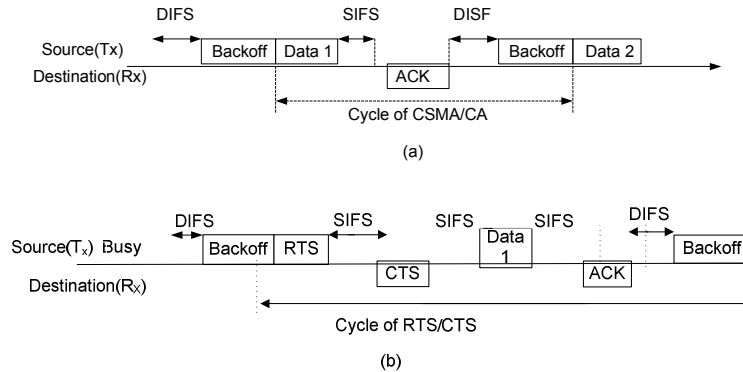 DIFS SIFS DISF
Source(Tx) Backoff Data 1 Backoff Data 2
Destination(Rx) ACK
Cycle of CSMA/CA
(a)
DIFS SIFS SIFS SIFS DIFS
Source(Tx) Busy Backoff RTS Data 1 Backoff
Destination(RX) CTS ACK
Cycle of RTS/CTS
(b)